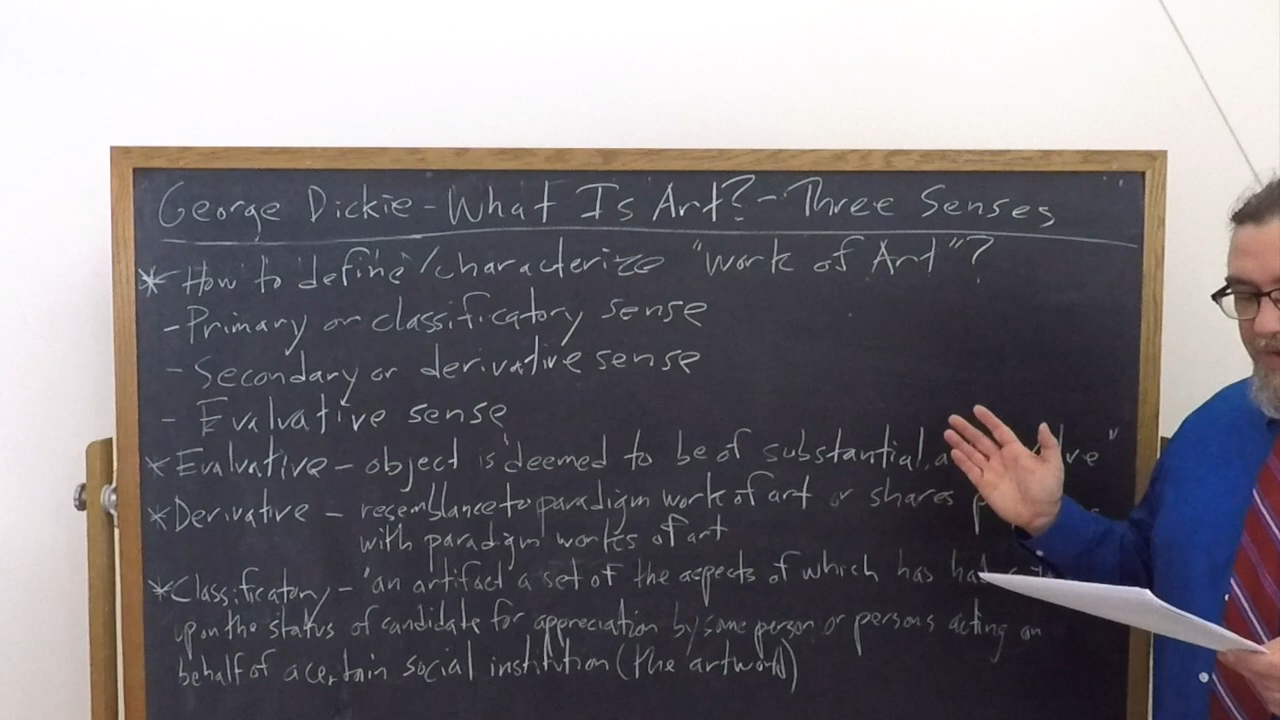 George Dickie - What Is Art? - Three Senses
* How to define/characterize "work of Art"?
- Primary or classificatory sense
- Secondary or derivative sense
- Evaluative sense
* Evaluative - object is "deemed to be of substantial
* Derivative - resemblance to paradigm work of art or shares
with paradigm works of art
* Classificatory - "an artifact a set of the aspects of which has had
upon the status of candidate for appreciation by some person or persons acting on
behalf of a certain social institution (the artworld)